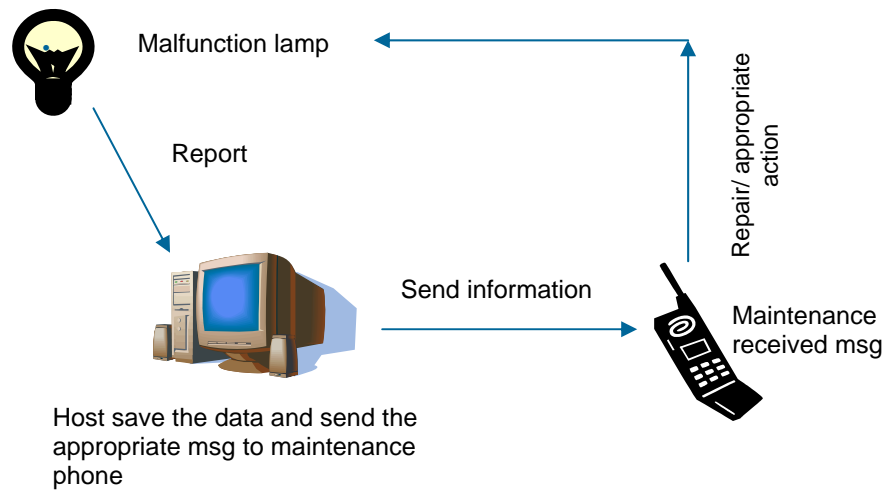 Malfunction lamp
Report
Repair/ appropriate
action
Send information
Maintenance
received msg
Host save the data and send the
appropriate msg to maintenance
phone